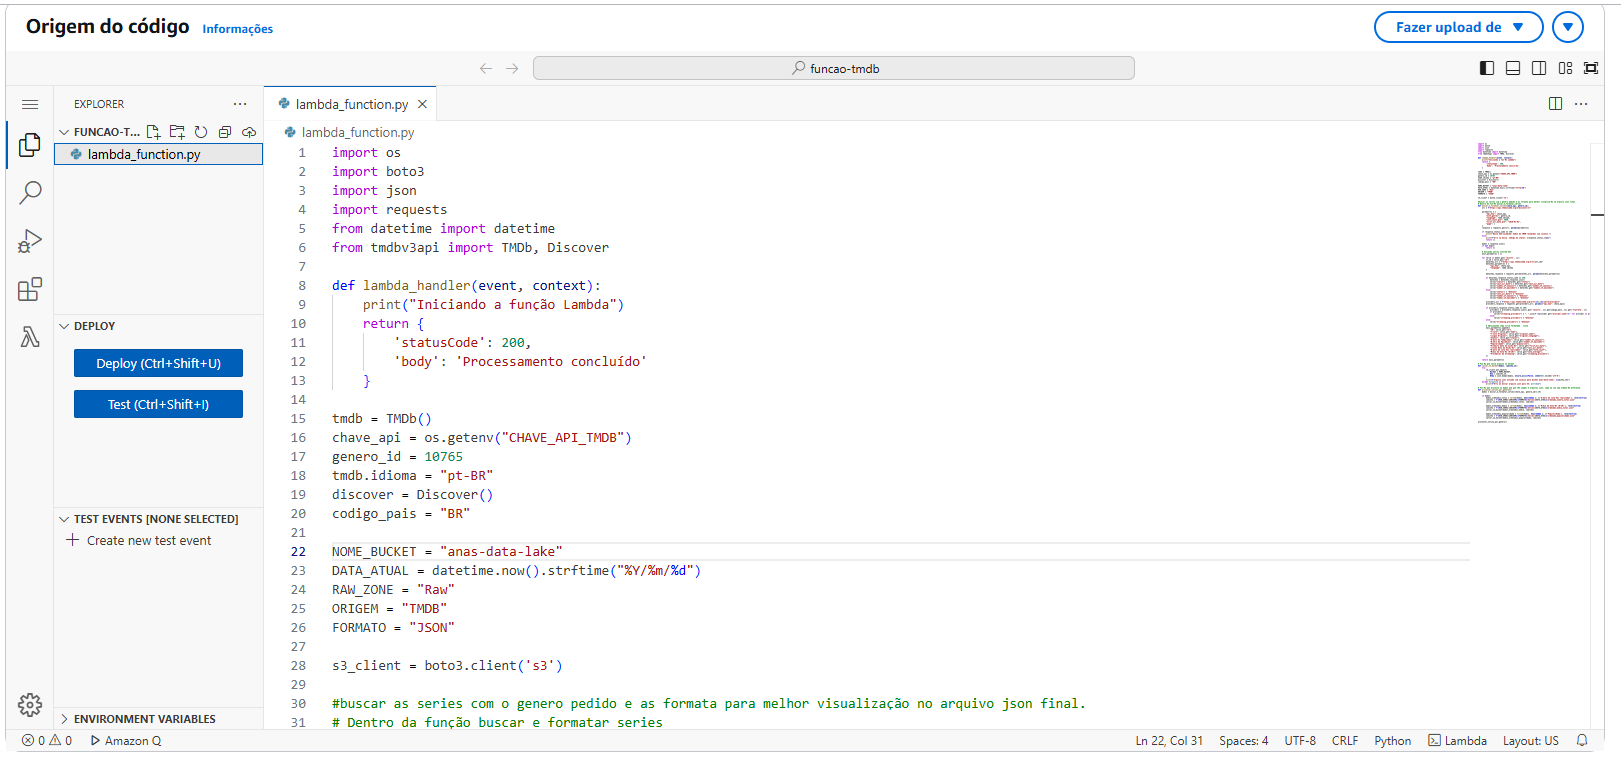 Origem do código Informações
Fazer upload de
funcao-tmdb
EXPLORER
lambda_function.py
FUNCAO-T...
lambda_function.py
lambda_function.py
1 import os
2 import boto3
3 import json
4 import requests
5 from datetime import datetime
6 from tmdbv3api import TMDb, Discover
7
8 def lambda_handler(event, context):
9     print("Iniciando a função Lambda")
10     return {
11         'statusCode': 200,
12         'body': 'Processamento concluído'
13     }
14
15 tmdb = TMDb()
16 chave_api = os.getenv("CHAVE_API_TMDB")
17 genero_id = 10765
18 tmdb.idioma = "pt-BR"
19 discover = Discover()
20 codigo_pais = "BR"
21
22 NOME_BUCKET = "anas-data-lake"
23 DATA_ATUAL = datetime.now().strftime("%Y/%m/%d")
24 RAW_ZONE = "Raw"
25 ORIGEM = "TMDB"
26 FORMATO = "JSON"
27
28 s3_client = boto3.client('s3')
29
30 #buscar as series com o genero pedido e as formata para melhor visualização no arquivo json final.
31 # Dentro da função buscar e formatar series
DEPLOY
Deploy (Ctrl+Shift+U)
Test (Ctrl+Shift+I)
TEST EVENTS [NONE SELECTED]
Create new test event
ENVIRONMENT VARIABLES
0 0 Amazon Q
Ln 22, Col 31 Spaces: 4 UTF-8 CRLF Python Lambda Layout: US